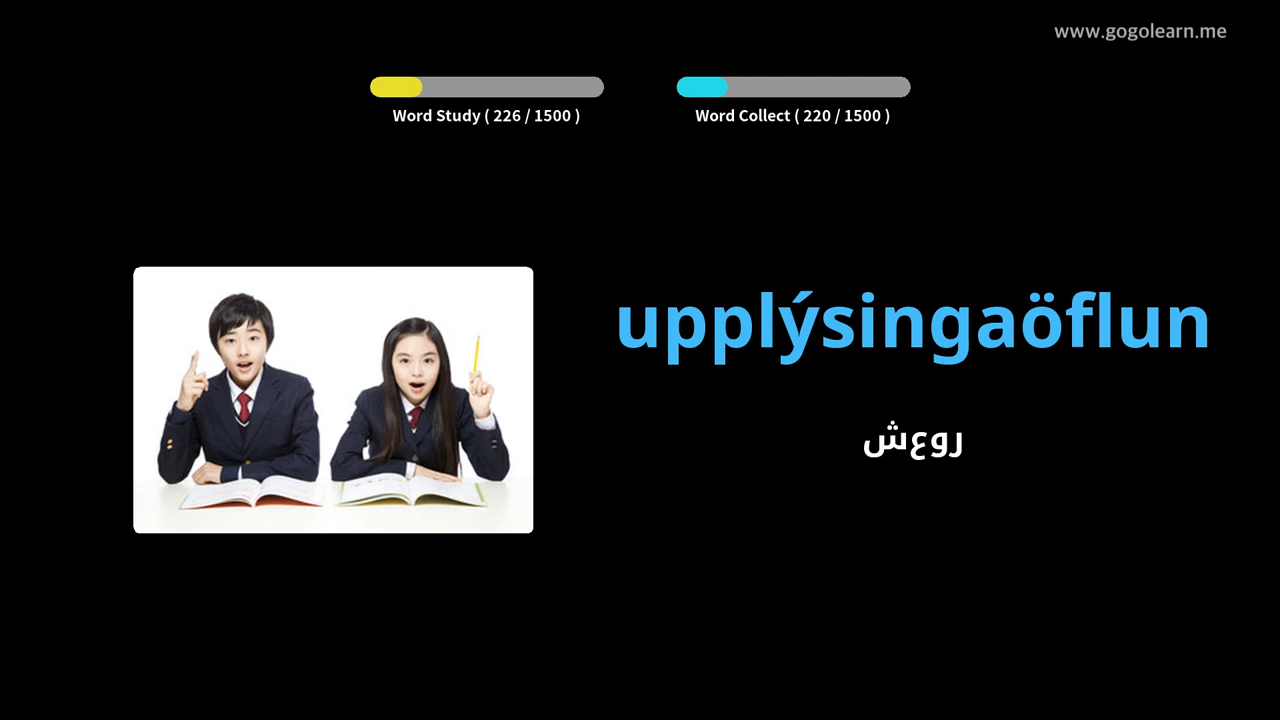 www.gogolearn.me
Word Study ( 226 / 1500 )
Word Collect ( 220 / 1500 )
upplýsingaöflun
روعش